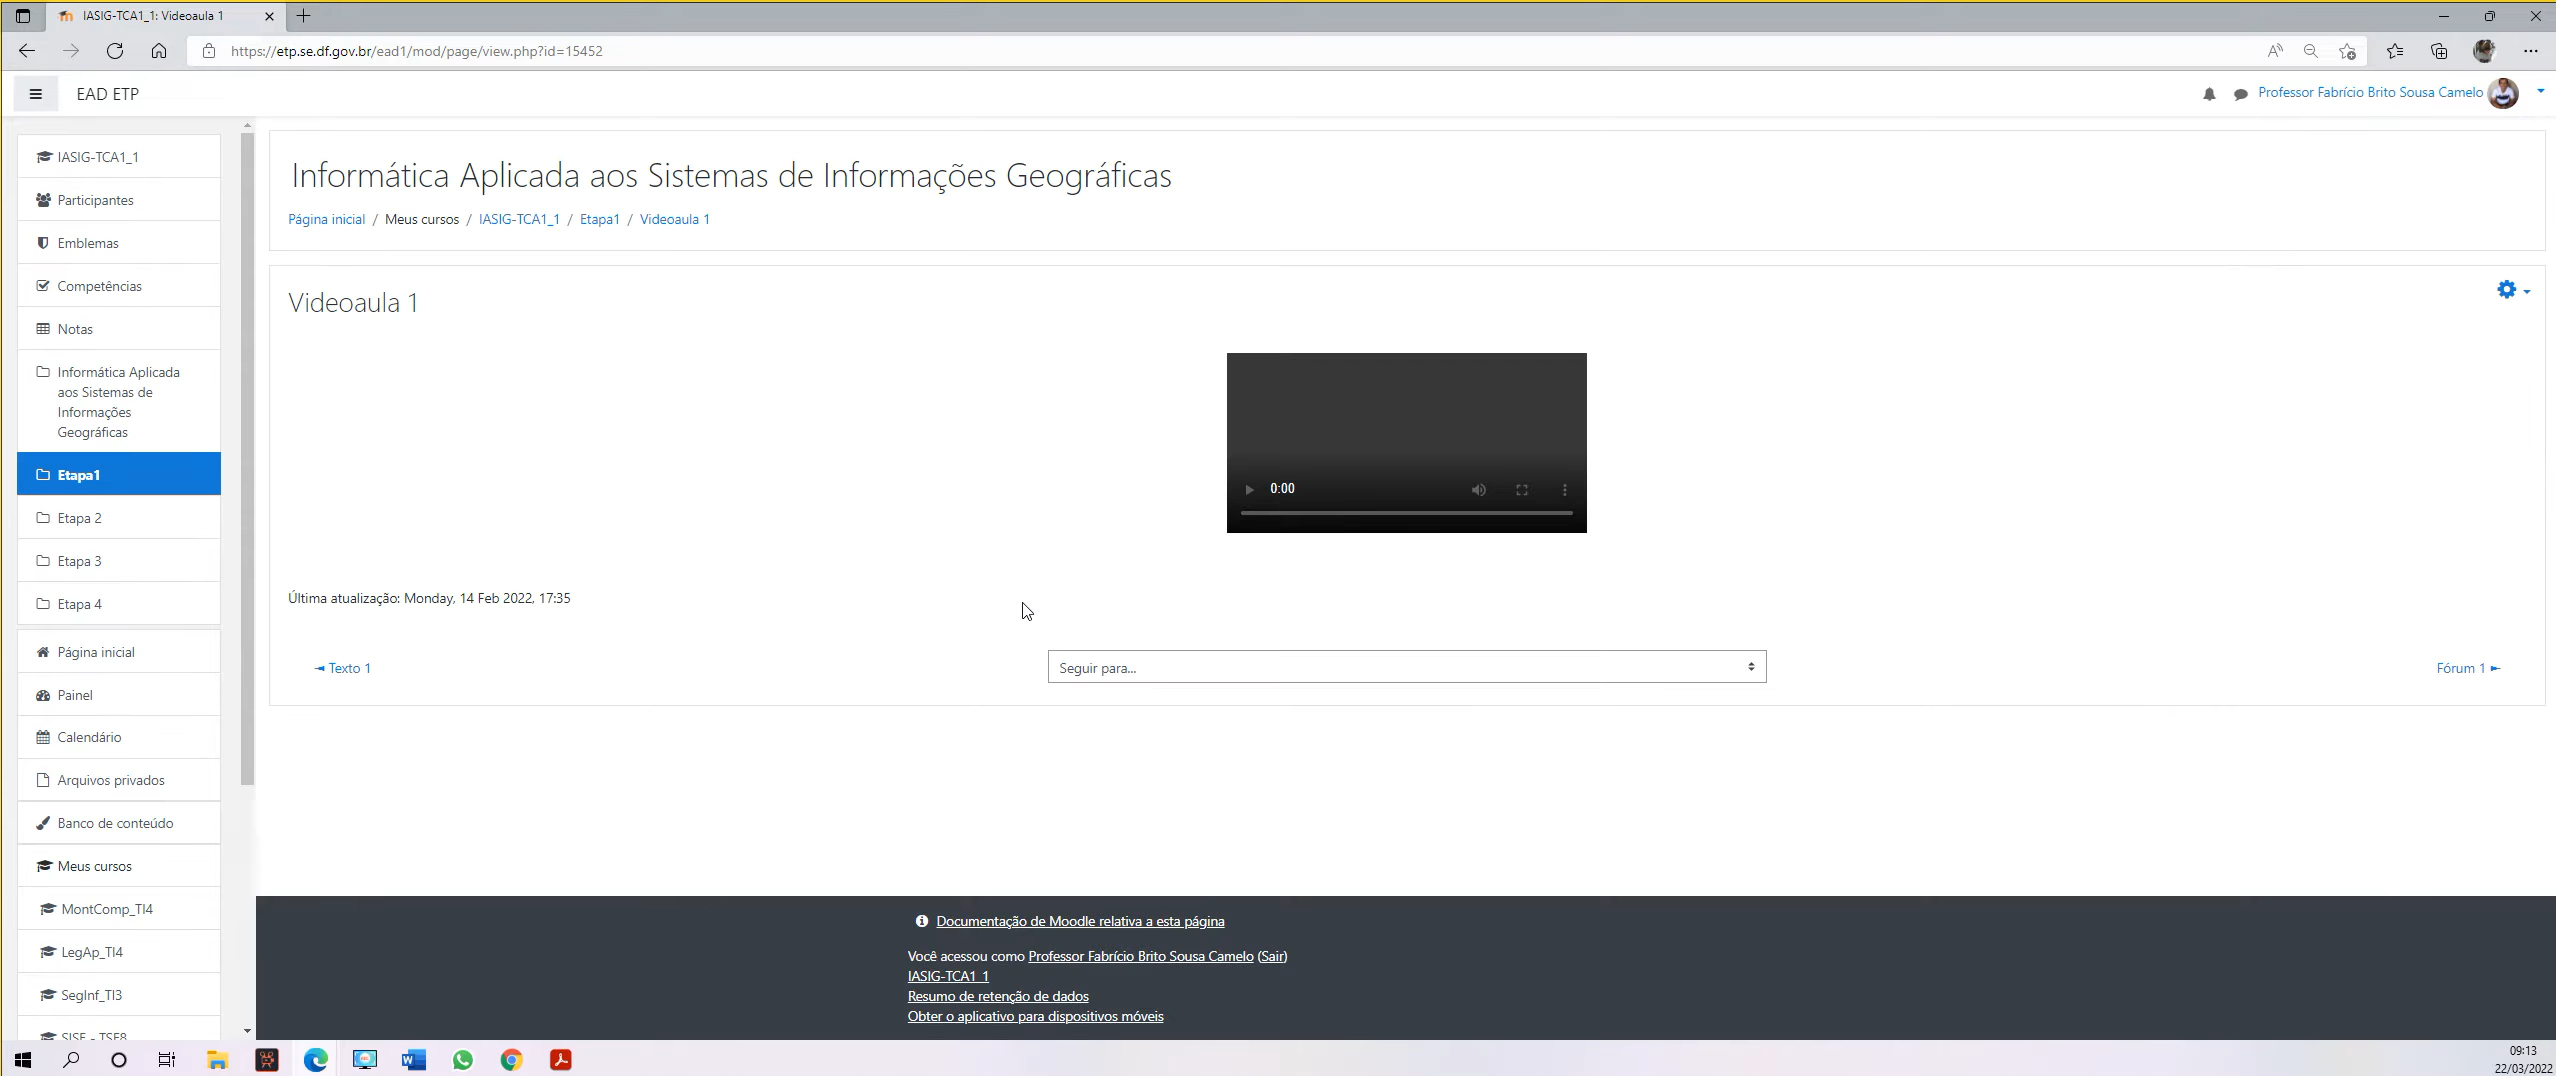 IASIG-TCA1_1: Videoaula 1
https://etp.se.df.gov.br/ead1/mod/page/view.php?id=15452
EAD ETP
Professor Fabrício Brito Sousa Camelo
IASIG-TCA1_1
Participantes
Emblemas
Competências
Notas
Informática Aplicada
aos Sistemas de
Informações
Geográficas
Etapa1
Etapa 2
Etapa 3
Etapa 4
Página inicial
Painel
Calendário
Arquivos privados
Banco de conteúdo
Meus cursos
MontComp_TI4
LegAp_TI4
SegInf_TI3
SISE - TSE8
Informática Aplicada aos Sistemas de Informações Geográficas
Página inicial / Meus cursos / IASIG-TCA1_1 / Etapa1 / Videoaula 1
Videoaula 1
0:00
Última atualização: Monday, 14 Feb 2022, 17:35
◄ Texto 1
Seguir para...
Fórum 1 ►
Documentação de Moodle relativa a esta página
Você acessou como Professor Fabrício Brito Sousa Camelo (Sair)
IASIG-TCA1_1
Resumo de retenção de dados
Obter o aplicativo para dispositivos móveis
09:13
22/03/2022